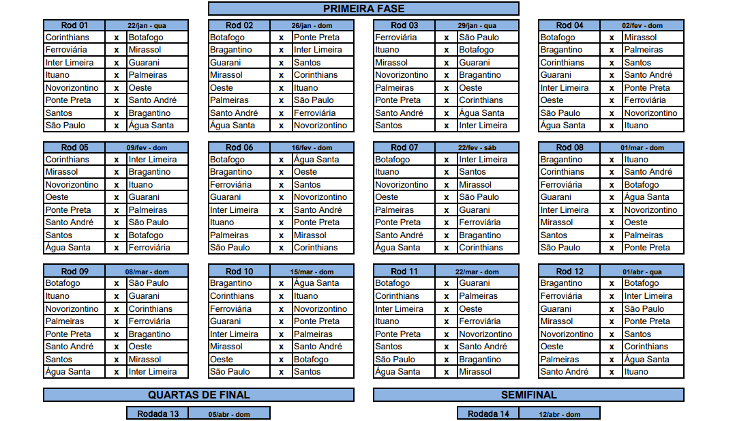 PRIMEIRA FASE
Rod 01 22/jan - qua
Corinthians x Botafogo
Ferroviária x Mirassol
Inter Limeira x Guarani
Ituano x Palmeiras
Novorizontino x Oeste
Ponte Preta x Santo André
Santos x Bragantino
São Paulo x Água Santa
Rod 02 26/jan - dom
Botafogo x Ponte Preta
Bragantino x Inter Limeira
Guarani x Santos
Mirassol x Corinthians
Oeste x Ituano
Palmeiras x São Paulo
Santo André x Ferroviária
Água Santa x Novorizontino
Rod 03 29/jan - qua
Ferroviária x São Paulo
Ituano x Botafogo
Mirassol x Guarani
Novorizontino x Bragantino
Palmeiras x Oeste
Ponte Preta x Corinthians
Santo André x Água Santa
Santos x Inter Limeira
Rod 04 02/fev - dom
Botafogo x Mirassol
Bragantino x Palmeiras
Corinthians x Santos
Guarani x Santo André
Inter Limeira x Ponte Preta
Oeste x Ferroviária
São Paulo x Novorizontino
Água Santa x Ituano
Rod 05 09/fev - dom
Corinthians x Inter Limeira
Mirassol x Bragantino
Novorizontino x Ituano
Oeste x Guarani
Ponte Preta x Palmeiras
Santo André x São Paulo
Santos x Botafogo
Água Santa x Ferroviária
Rod 06 16/fev - dom
Botafogo x Água Santa
Bragantino x Oeste
Ferroviária x Santos
Guarani x Novorizontino
Inter Limeira x Santo André
Ituano x Ponte Preta
Palmeiras x Mirassol
São Paulo x Corinthians
Rod 07 22/fev - sáb
Botafogo x Inter Limeira
Ituano x Santos
Novorizontino x Mirassol
Oeste x São Paulo
Palmeiras x Guarani
Ponte Preta x Ferroviária
Santo André x Bragantino
Água Santa x Corinthians
Rod 08 01/mar - dom
Bragantino x Ituano
Corinthians x Santo André
Ferroviária x Botafogo
Guarani x Água Santa
Inter Limeira x Novorizontino
Mirassol x Oeste
Santos x Palmeiras
São Paulo x Ponte Preta
Rod 09 08/mar - dom
Botafogo x São Paulo
Ituano x Guarani
Novorizontino x Corinthians
Palmeiras x Ferroviária
Ponte Preta x Bragantino
Santo André x Oeste
Santos x Mirassol
Água Santa x Inter Limeira
Rod 10 15/mar - dom
Bragantino x Água Santa
Corinthians x Ituano
Ferroviária x Novorizontino
Guarani x Ponte Preta
Inter Limeira x Palmeiras
Mirassol x Santo André
Oeste x Botafogo
São Paulo x Santos
Rod 11 22/mar - dom
Botafogo x Guarani
Corinthians x Palmeiras
Inter Limeira x Oeste
Ituano x Ferroviária
Ponte Preta x Novorizontino
Santo André x Santos
São Paulo x Bragantino
Água Santa x Mirassol
Rod 12 01/abr - qua
Bragantino x Botafogo
Ferroviária x Inter Limeira
Guarani x São Paulo
Mirassol x Ponte Preta
Novorizontino x Santos
Oeste x Corinthians
Palmeiras x Água Santa
Santo André x Ituano
QUARTAS DE FINAL
Rodada 13 05/abr - dom
SEMIFINAL
Rodada 14 12/abr - dom